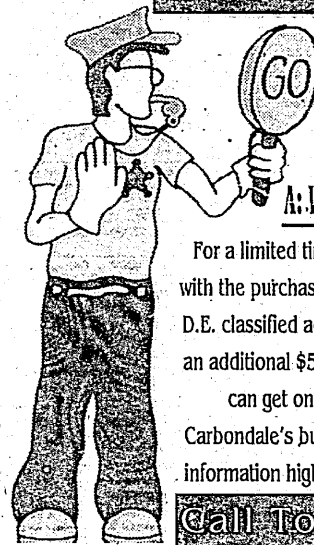 GO
A:
For a limited ti
with the purchas
D.E. classified a
an additional $5
can get on
Carbondale's bu
information high
Call To